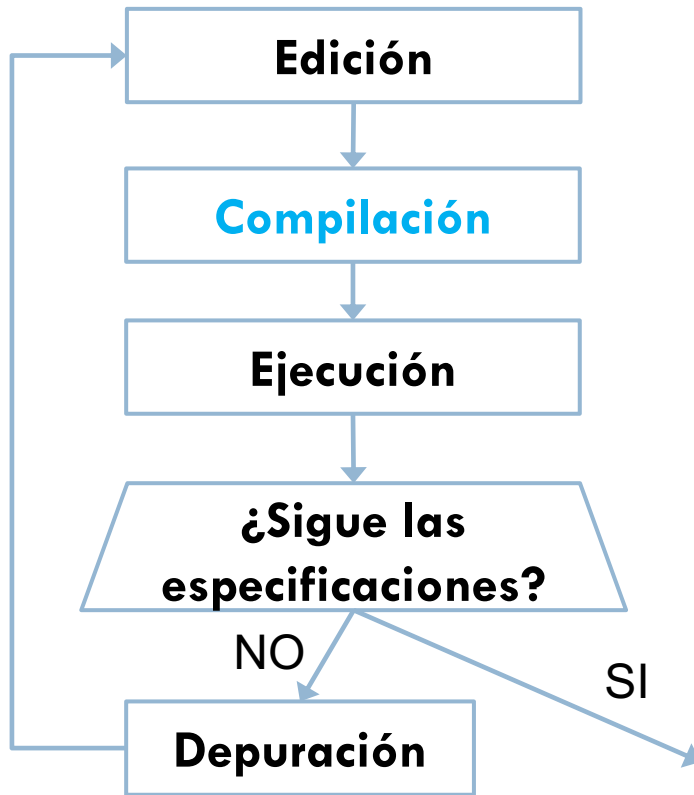 Edición
Compilación
Ejecución
¿Sigue las
especificaciones?
NO
SI
Depuración